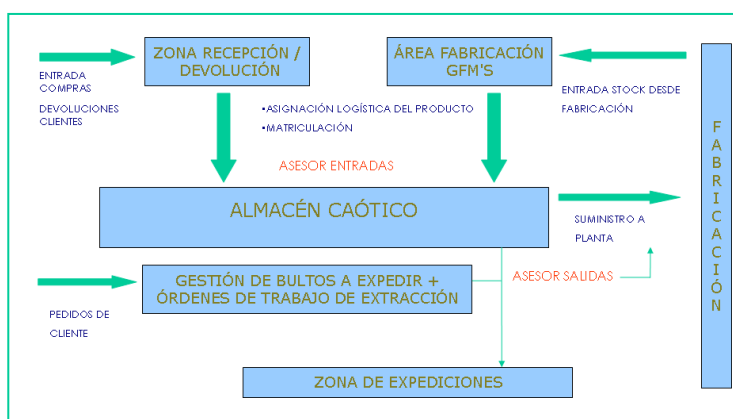 ZONA RECEPCIÓN /
DEVOLUCIÓN
ÁREA FABRICACIÓN
GFM'S
ENTRADA
COMPRAS
DEVOLUCIONES
CLIENTES
▪ASIGNACIÓN LOGÍSTICA DEL PRODUCTO
▪MATRICULACIÓN
ENTRADA STOCK DESDE
FABRICACIÓN
ASESOR ENTRADAS
ALMACÉN CAÓTICO
SUMINISTRO A
PLANTA
FABRICACIÓN
GESTIÓN DE BULTOS A EXPEDIR +
ÓRDENES DE TRABAJO DE EXTRACCIÓN
ASESOR SALIDAS
PEDIDOS DE
CLIENTE
ZONA DE EXPEDICIONES